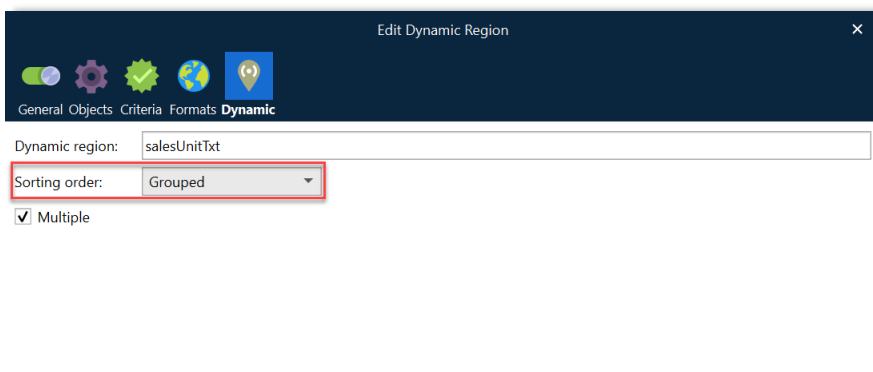 Edit Dynamic Region
General Objects Criteria Formats Dynamic
Dynamic region: salesUnitTxt
Sorting order: Grouped
Multiple